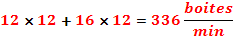 12 × 12 + 16 × 12 = 336 boites/min